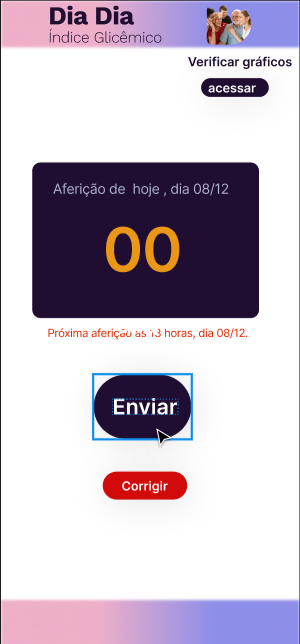 Dia Dia
Índice Glicêmico
Verificar gráficos
acessar
Aferição de hoje , dia 08/12
00
Próxima aferição às 13 horas, dia 08/12.
Enviar
Corrigir